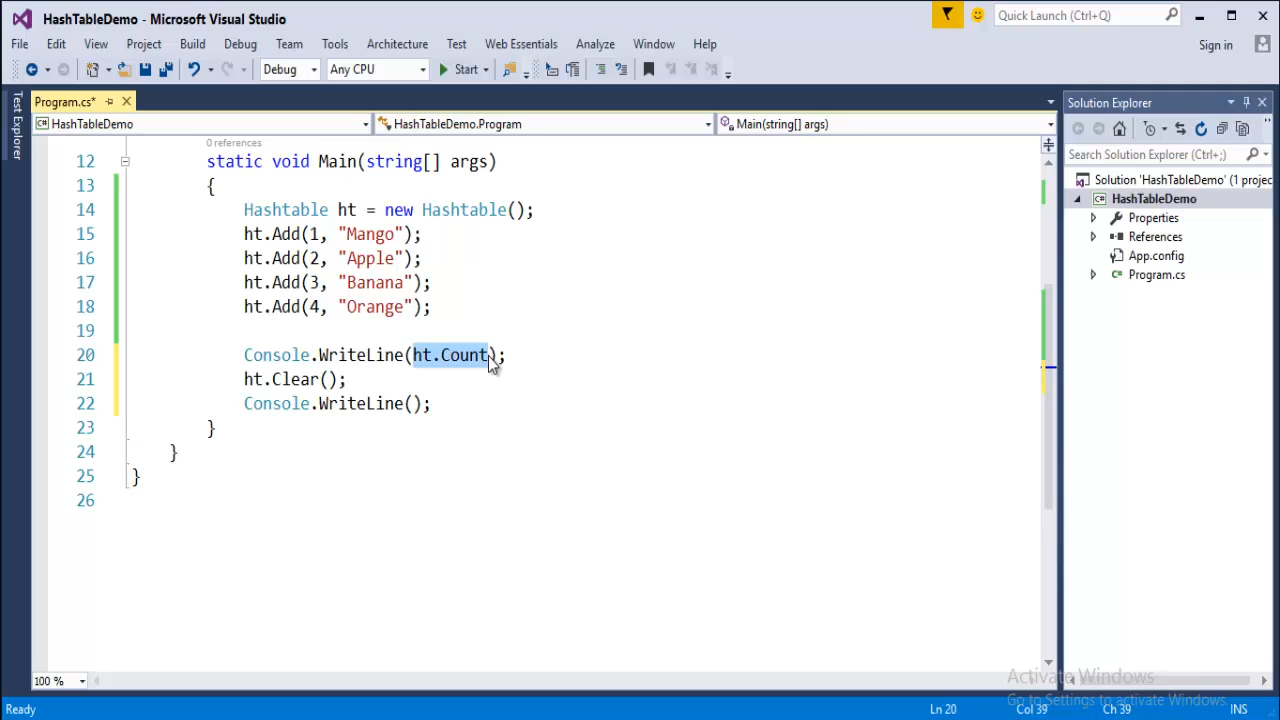 HashTableDemo - Microsoft Visual Studio
Quick Launch (Ctrl+Q)
File Edit View Project Build Debug Team Tools Architecture Test Web Essentials Analyze Window Help Sign in
Debug Any CPU Start
Test Explorer
Program.cs*
HashTableDemo HashTableDemo.Program Main(string[] args)
0 references
12 static void Main(string[] args)
13 {
14 Hashtable ht = new Hashtable();
15 ht.Add(1, "Mango");
16 ht.Add(2, "Apple");
17 ht.Add(3, "Banana");
18 ht.Add(4, "Orange");
19
20 Console.WriteLine(ht.Count);
21 ht.Clear();
22 Console.WriteLine();
23 }
24 }
25 }
26
100 %
Solution Explorer
Search Solution Explorer (Ctrl+;)
Solution 'HashTableDemo' (1 projec
C# HashTableDemo
Properties
References
App.config
C# Program.cs
Activate Windows
Go to Settings to activate Windows.
Ready Ln 20 Col 39 Ch 39 INS